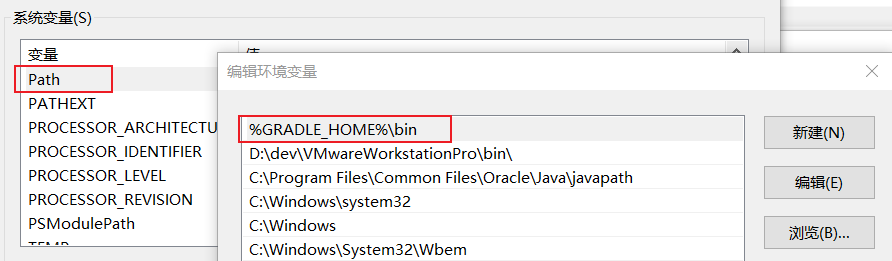 系统变量(S)
变量
Path
PATHEXT
PROCESSOR_ARCHITECTU
PROCESSOR_IDENTIFIER
PROCESSOR_LEVEL
PROCESSOR_REVISION
PSModulePath
编辑环境变量
%GRADLE_HOME%\bin
D:\dev\VMwareWorkstationPro\bin\
C:\Program Files\Common Files\Oracle\Java\javapath
C:\Windows\system32
C:\Windows
C:\Windows\System32\Wbem
新建(N)
编辑(E)
浏览(B)...